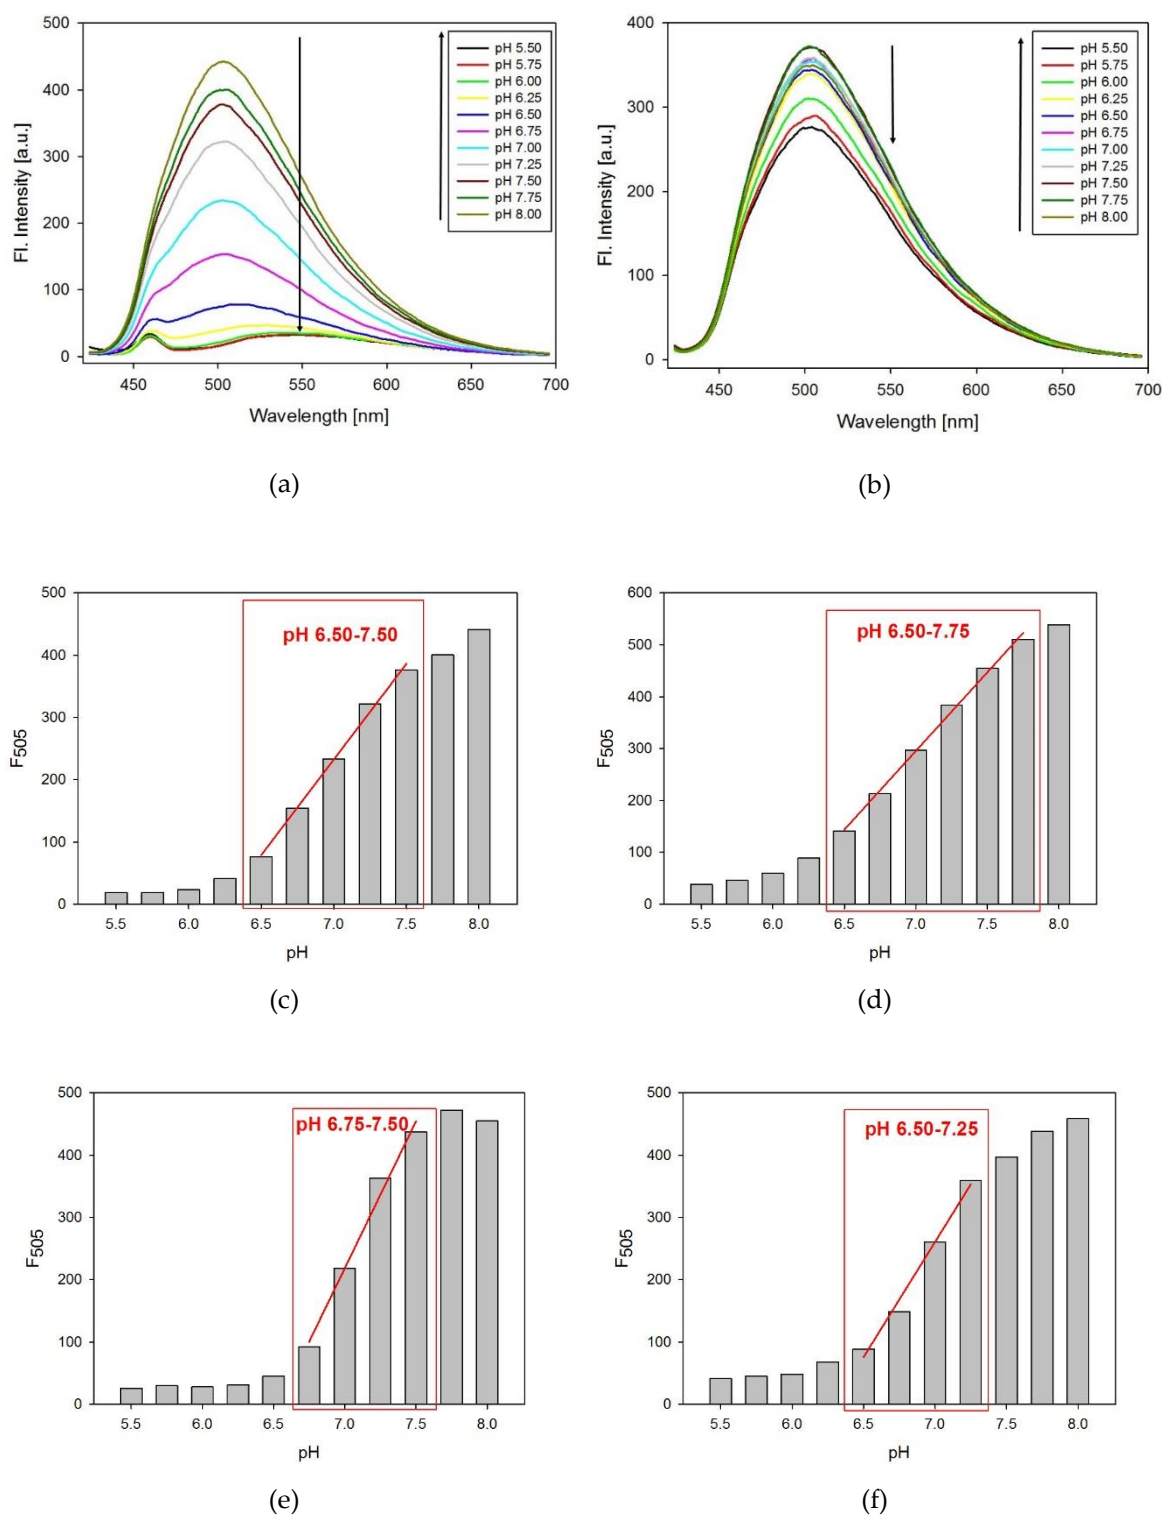 500
400
300
200
100
0
Fl. Intensity [a.u.]
450 500 550 600 650 700
Wavelength [nm]
pH 5.50
pH 5.75
pH 6.00
pH 6.25
pH 6.50
pH 6.75
pH 7.00
pH 7.25
pH 7.50
pH 7.75
pH 8.00
(a)
400
300
200
100
0
Fl. Intensity [a.u.]
450 500 550 600 650 700
Wavelength [nm]
pH 5.50
pH 5.75
pH 6.00
pH 6.25
pH 6.50
pH 6.75
pH 7.00
pH 7.25
pH 7.50
pH 7.75
pH 8.00
(b)
500
400
300
200
100
0
F505
pH 6.50-7.50
5.5 6.0 6.5 7.0 7.5 8.0
pH
(c)
600
500
400
300
200
100
0
F505
pH 6.50-7.75
5.5 6.0 6.5 7.0 7.5 8.0
pH
(d)
500
400
300
200
100
0
F505
pH 6.75-7.50
5.5 6.0 6.5 7.0 7.5 8.0
pH
(e)
500
400
300
200
100
0
F505
pH 6.50-7.25
5.5 6.0 6.5 7.0 7.5 8.0
pH
(f)